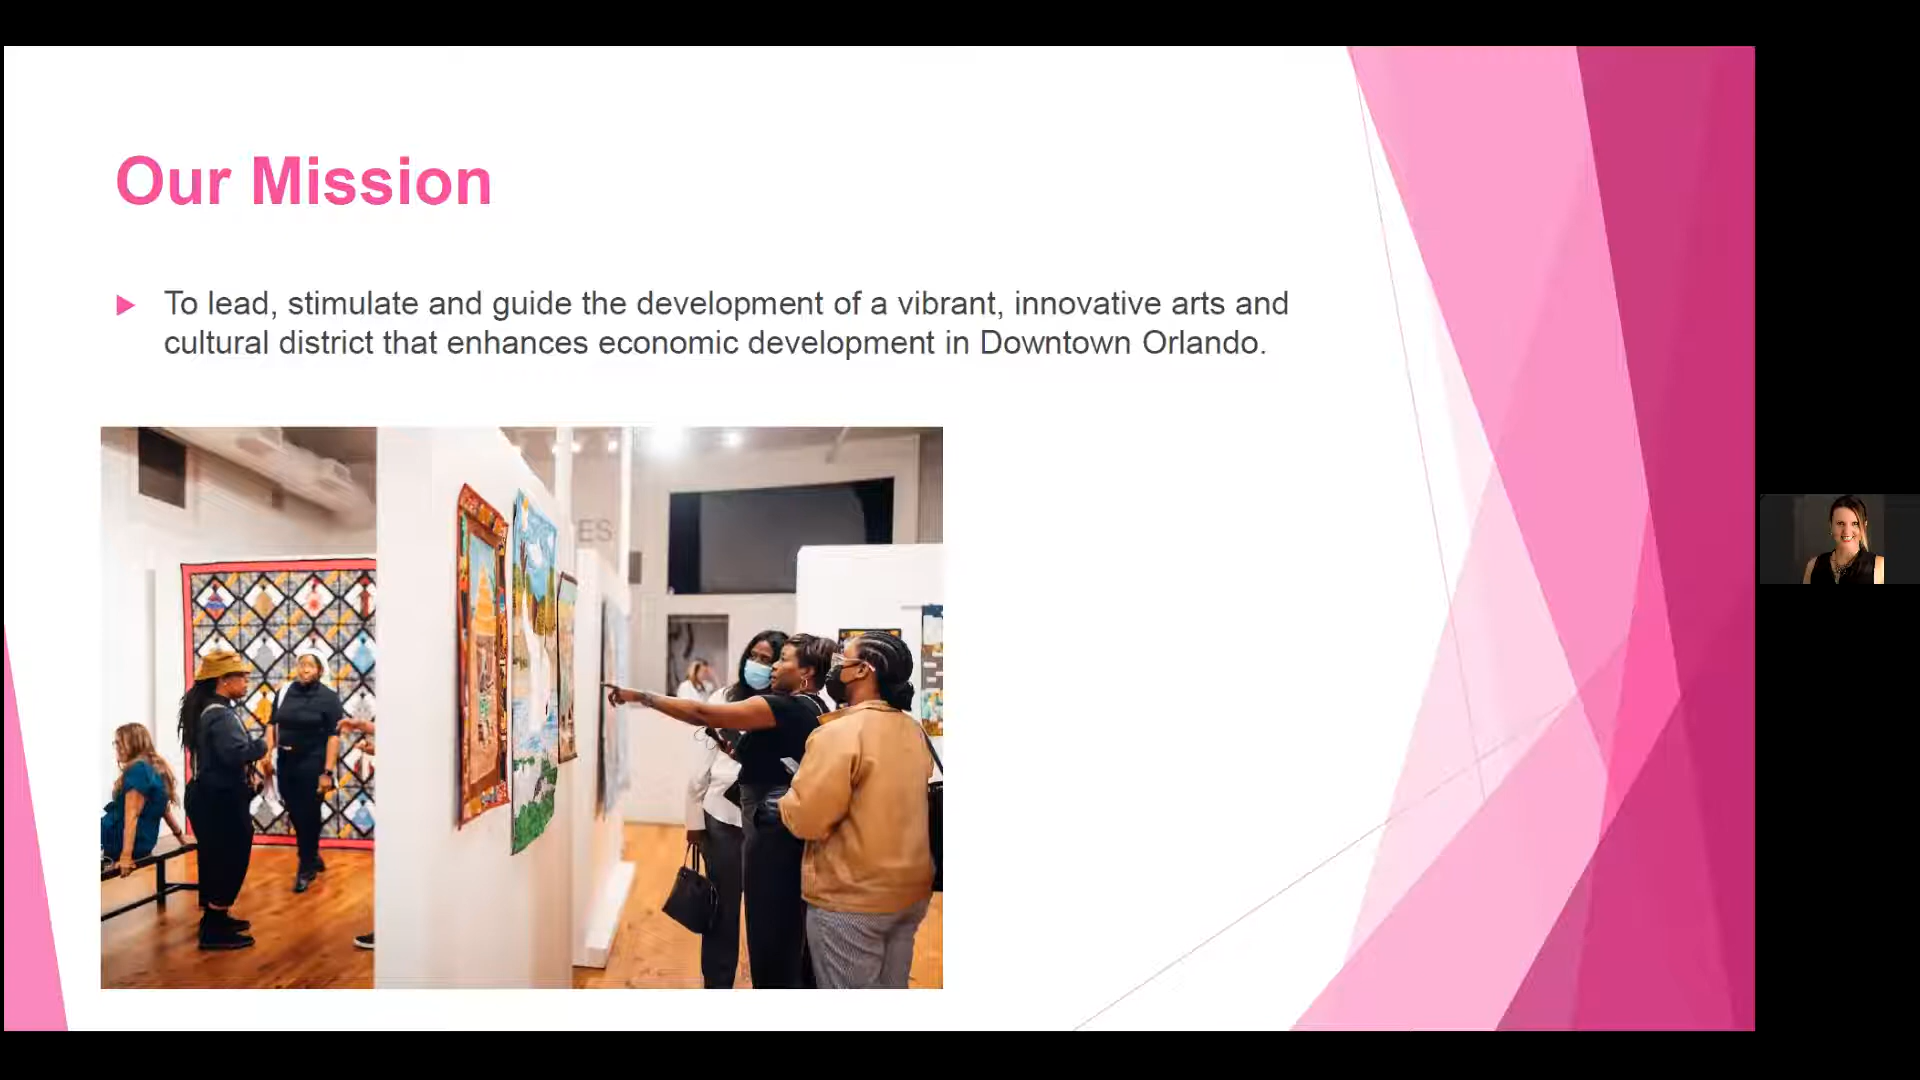 Our Mission
To lead, stimulate and guide the development of a vibrant, innovative arts and
cultural district that enhances economic development in Downtown Orlando.
ES